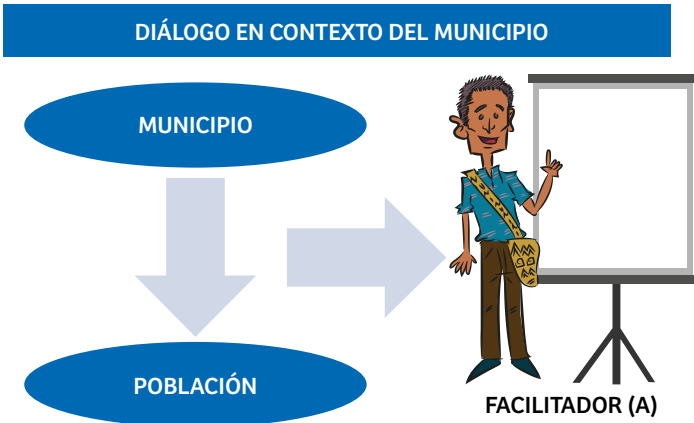 DIÁLOGO EN CONTEXTO DEL MUNICIPIO
MUNICIPIO
POBLACIÓN
FACILITADOR (A)